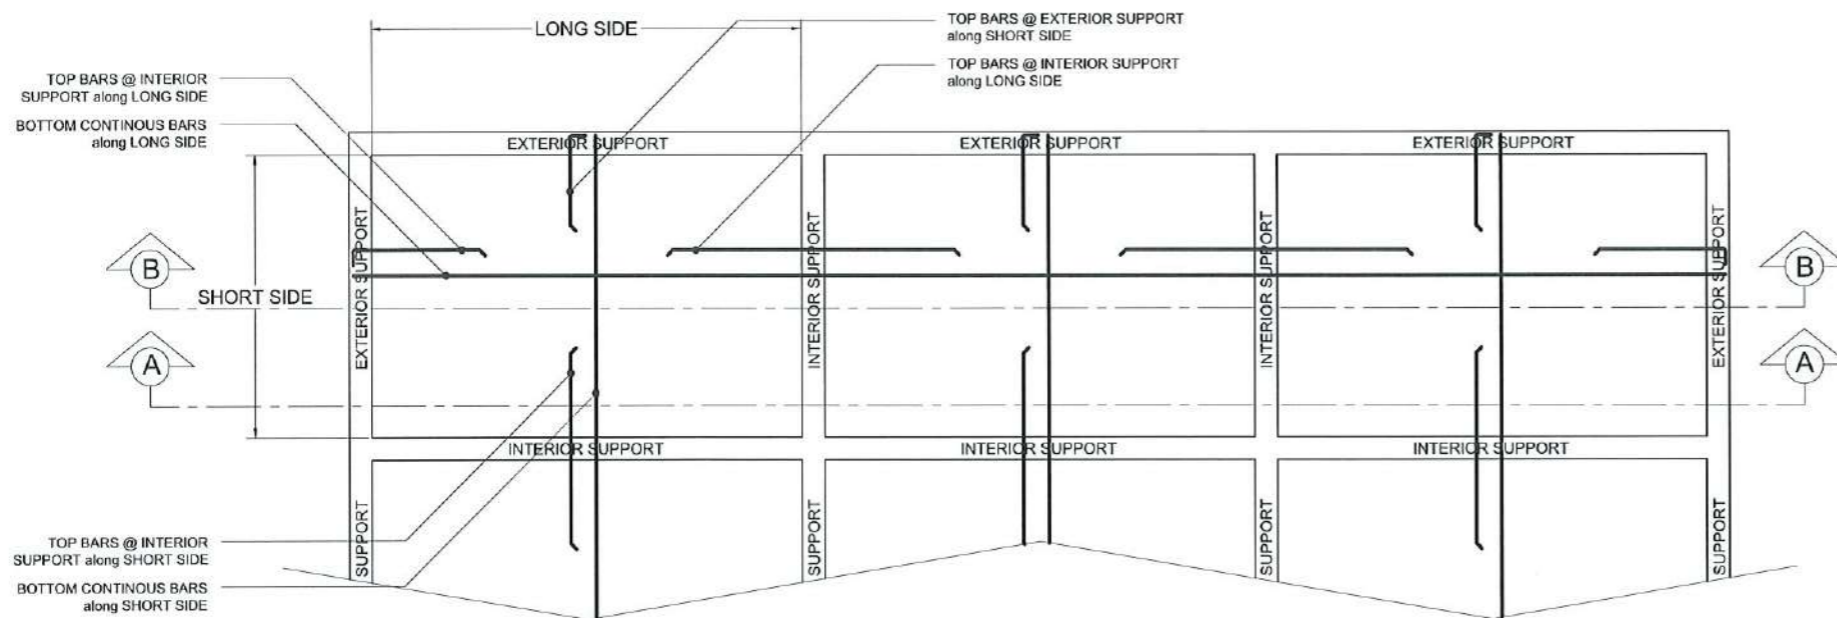 LONG SIDE
TOP BARS @ EXTERIOR SUPPORT
along SHORT SIDE
TOP BARS @ INTERIOR SUPPORT
along LONG SIDE
TOP BARS @ INTERIOR
SUPPORT along LONG SIDE
BOTTOM CONTINOUS BARS
along LONG SIDE
EXTERIOR SUPPORT
EXTERIOR SUPPORT
EXTERIOR SUPPORT
EXTERIOR SUPPORT
INTERIOR SUPPORT
INTERIOR SUPPORT
EXTERIOR SUPPORT
B
B
SHORT SIDE
A
A
INTERIOR SUPPORT
INTERIOR SUPPORT
INTERIOR SUPPORT
SUPPORT
SUPPORT
SUPPORT
SUPPORT
TOP BARS @ INTERIOR
SUPPORT along SHORT SIDE
BOTTOM CONTINOUS BARS
along SHORT SIDE